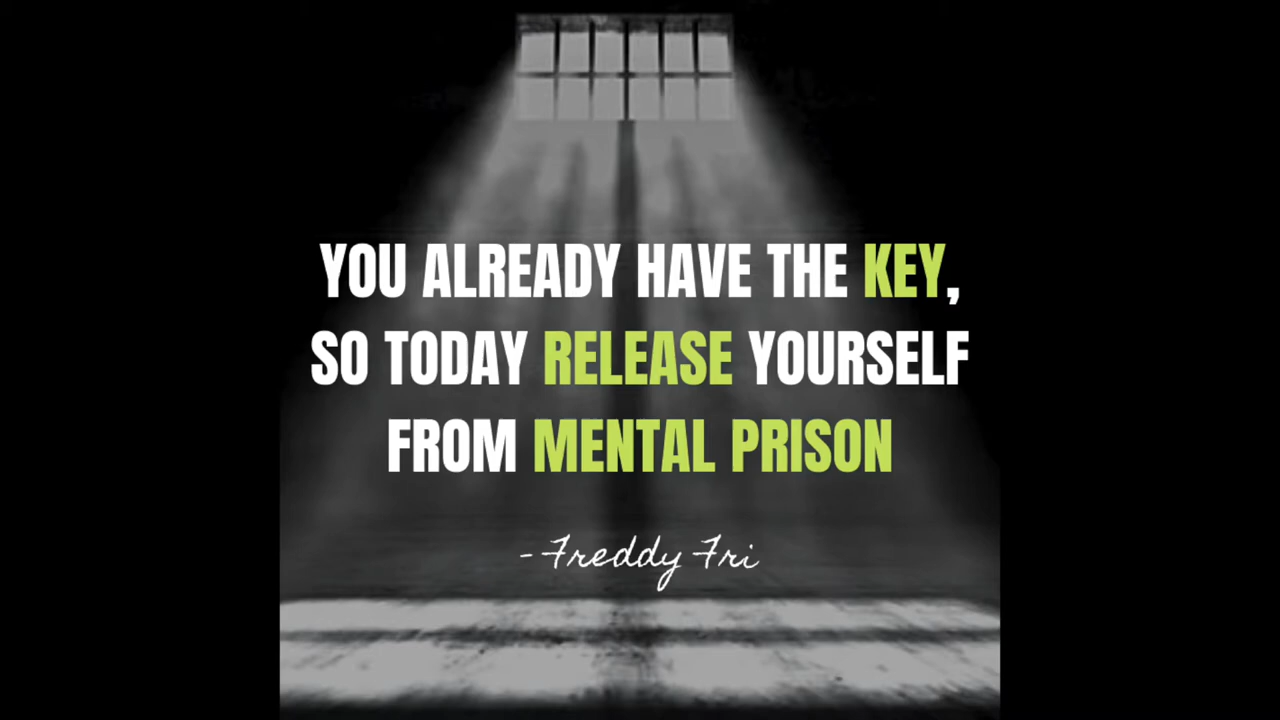 YOU ALREADY HAVE THE KEY,
SO TODAY RELEASE YOURSELF
FROM MENTAL PRISON
-Freddy Fri